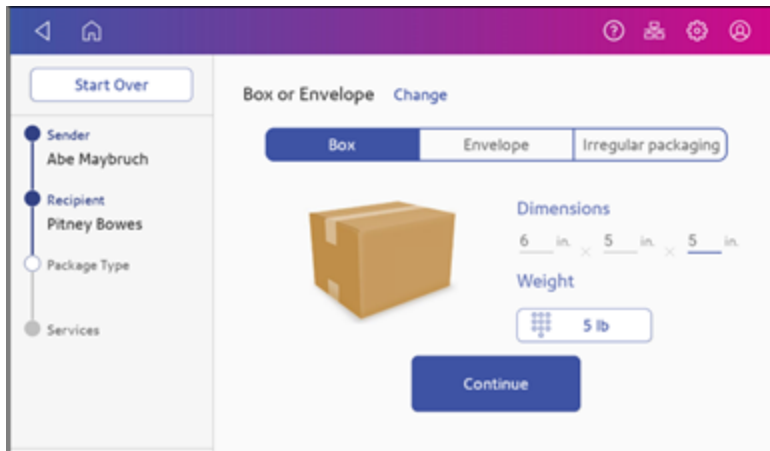 Start Over
Sender
Abe Maybruch
Recipient
Pitney Bowes
Package Type
Services
Box or Envelope Change
Box Envelope Irregular packaging
Dimensions
6 in. × 5 in. × 5 in.
Weight
5 lb
Continue